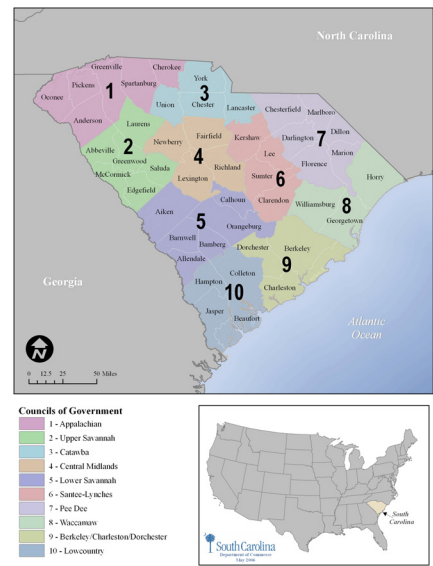 North Carolina
Greenville
Cherokee
Pickens
Spartanburg
York
Oconee
1
3
Union
Chester
Lancaster
Anderson
Chesterfield
Marlboro
Laurens
Fairfield
Kershaw
Dillon
Newberry
Darlington
7
2
Lee
Marion
Abbeville
4
Greenwood
Florence
McCormick
Saluda
Richland
6
Horry
Lexington
Sumter
Edgefield
Calhoun
Clarendon
Williamsburg
8
Aiken
Georgetown
5
Orangeburg
Barnwell
Bamberg
Dorchester
Berkeley
Allendale
9
Georgia
Colleton
Hampton
10
Charleston
Jasper
Beaufort
Atlantic
Ocean
N
0 12.5 25 50 Miles
Councils of Government
1 - Appalachian
2 - Upper Savannah
3 - Catawba
4 - Central Midlands
5 - Lower Savannah
6 - Santee-Lynches
7 - Pee Dee
8 - Waccamaw
9 - Berkeley/Charleston/Dorchester
10 - Lowcountry
South
Carolina
South Carolina
Department of Commerce
May 2006